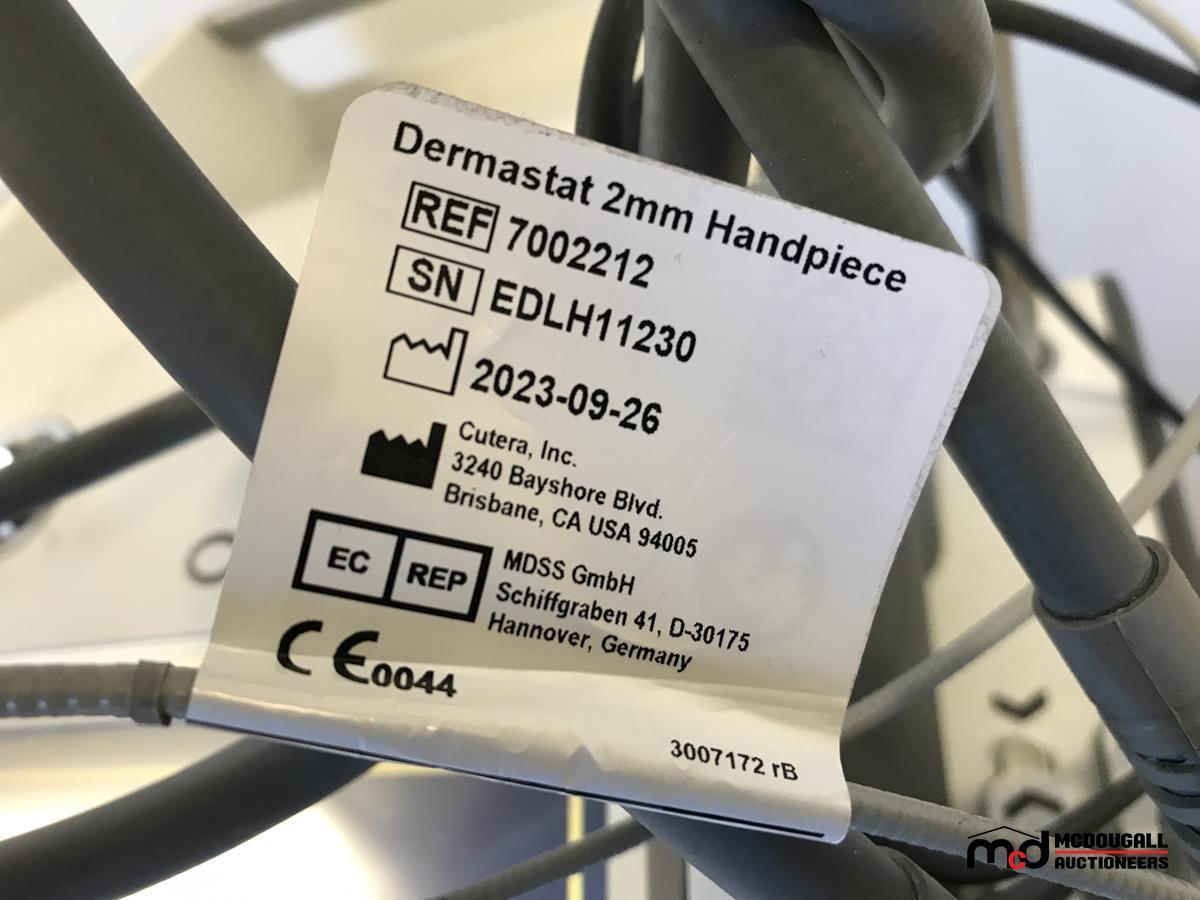 Dermastat 2mm Handpiece
REF 7002212
SN EDLH11230
2023-09-26
Cutera, Inc.
3240 Bayshore Blvd.
Brisbane, CA USA 94005
EC REP MDSS GmbH
Schiffgraben 41, D-30175
Hannover, Germany
CE 0044
3007172 rB
mcd MCDOUGALL
AUCTIONEERS